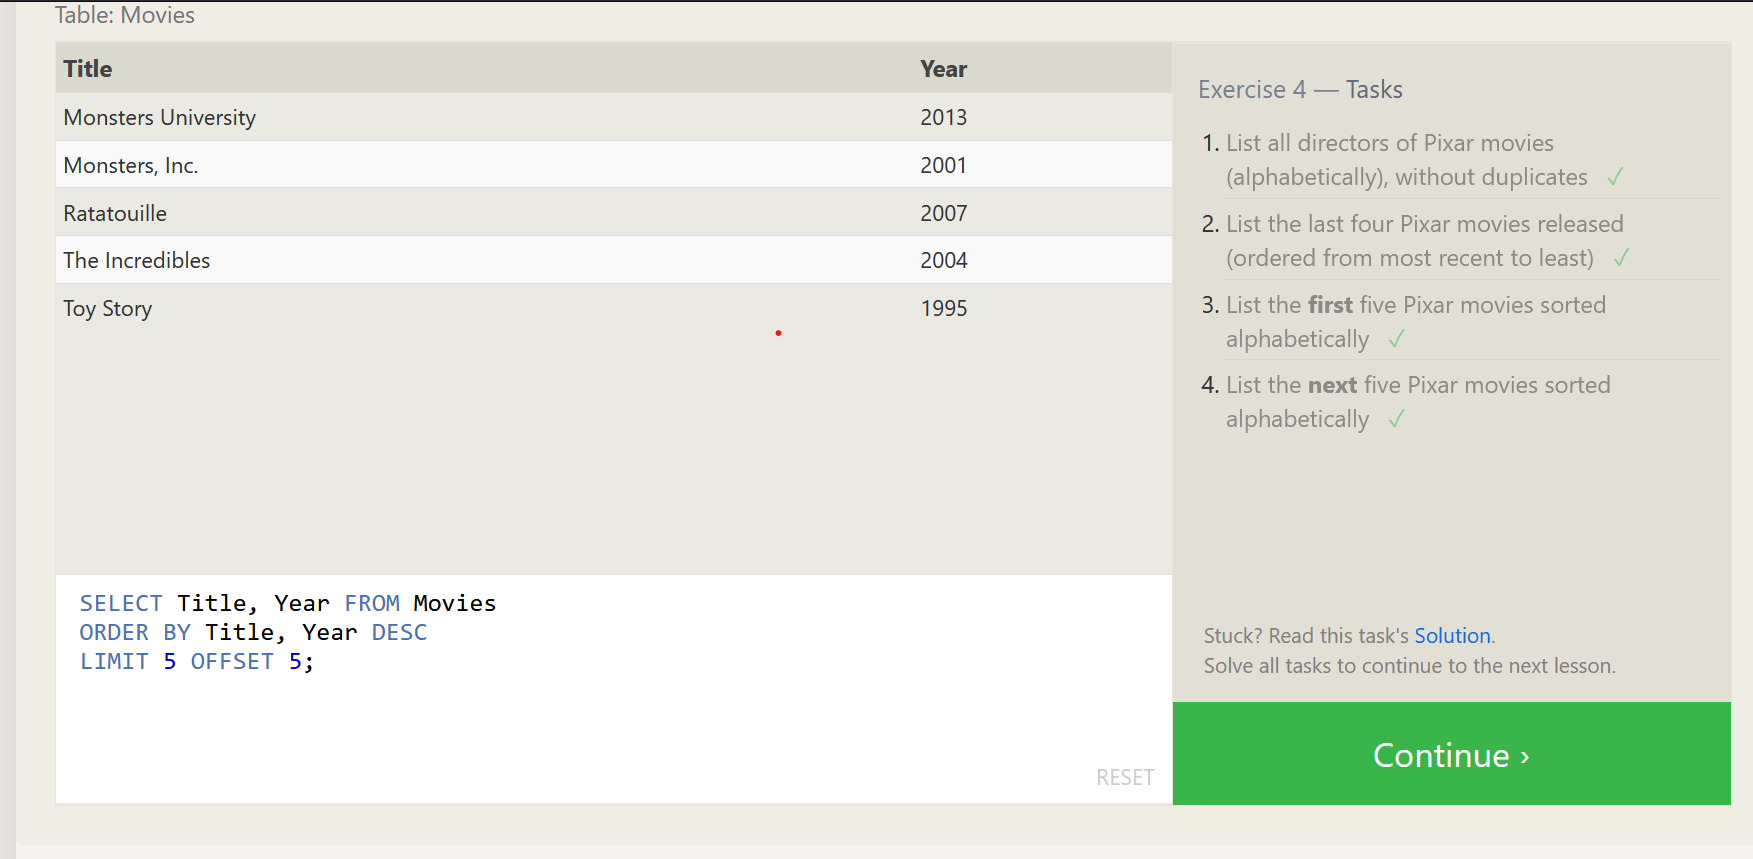 Table: Movies
Title Year
Monsters University 2013
Monsters, Inc. 2001
Ratatouille 2007
The Incredibles 2004
Toy Story 1995
SELECT Title, Year FROM Movies
ORDER BY Title, Year DESC
LIMIT 5 OFFSET 5;
RESET
Exercise 4 — Tasks
1. List all directors of Pixar movies
(alphabetically), without duplicates ✓
2. List the last four Pixar movies released
(ordered from most recent to least) ✓
3. List the first five Pixar movies sorted
alphabetically ✓
4. List the next five Pixar movies sorted
alphabetically ✓
Stuck? Read this task's Solution.
Solve all tasks to continue to the next lesson.
Continue ›